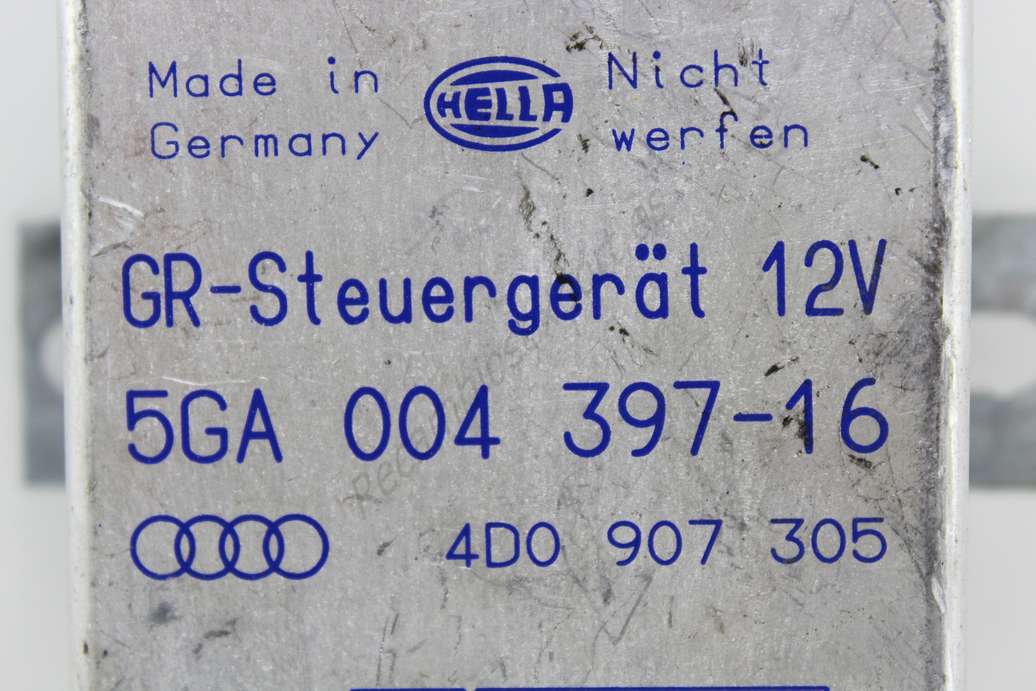 Made in HELLA Nicht
Germany werfen
GR-Steuergerät 12V
5GA 004 397-16
4D0 907 305